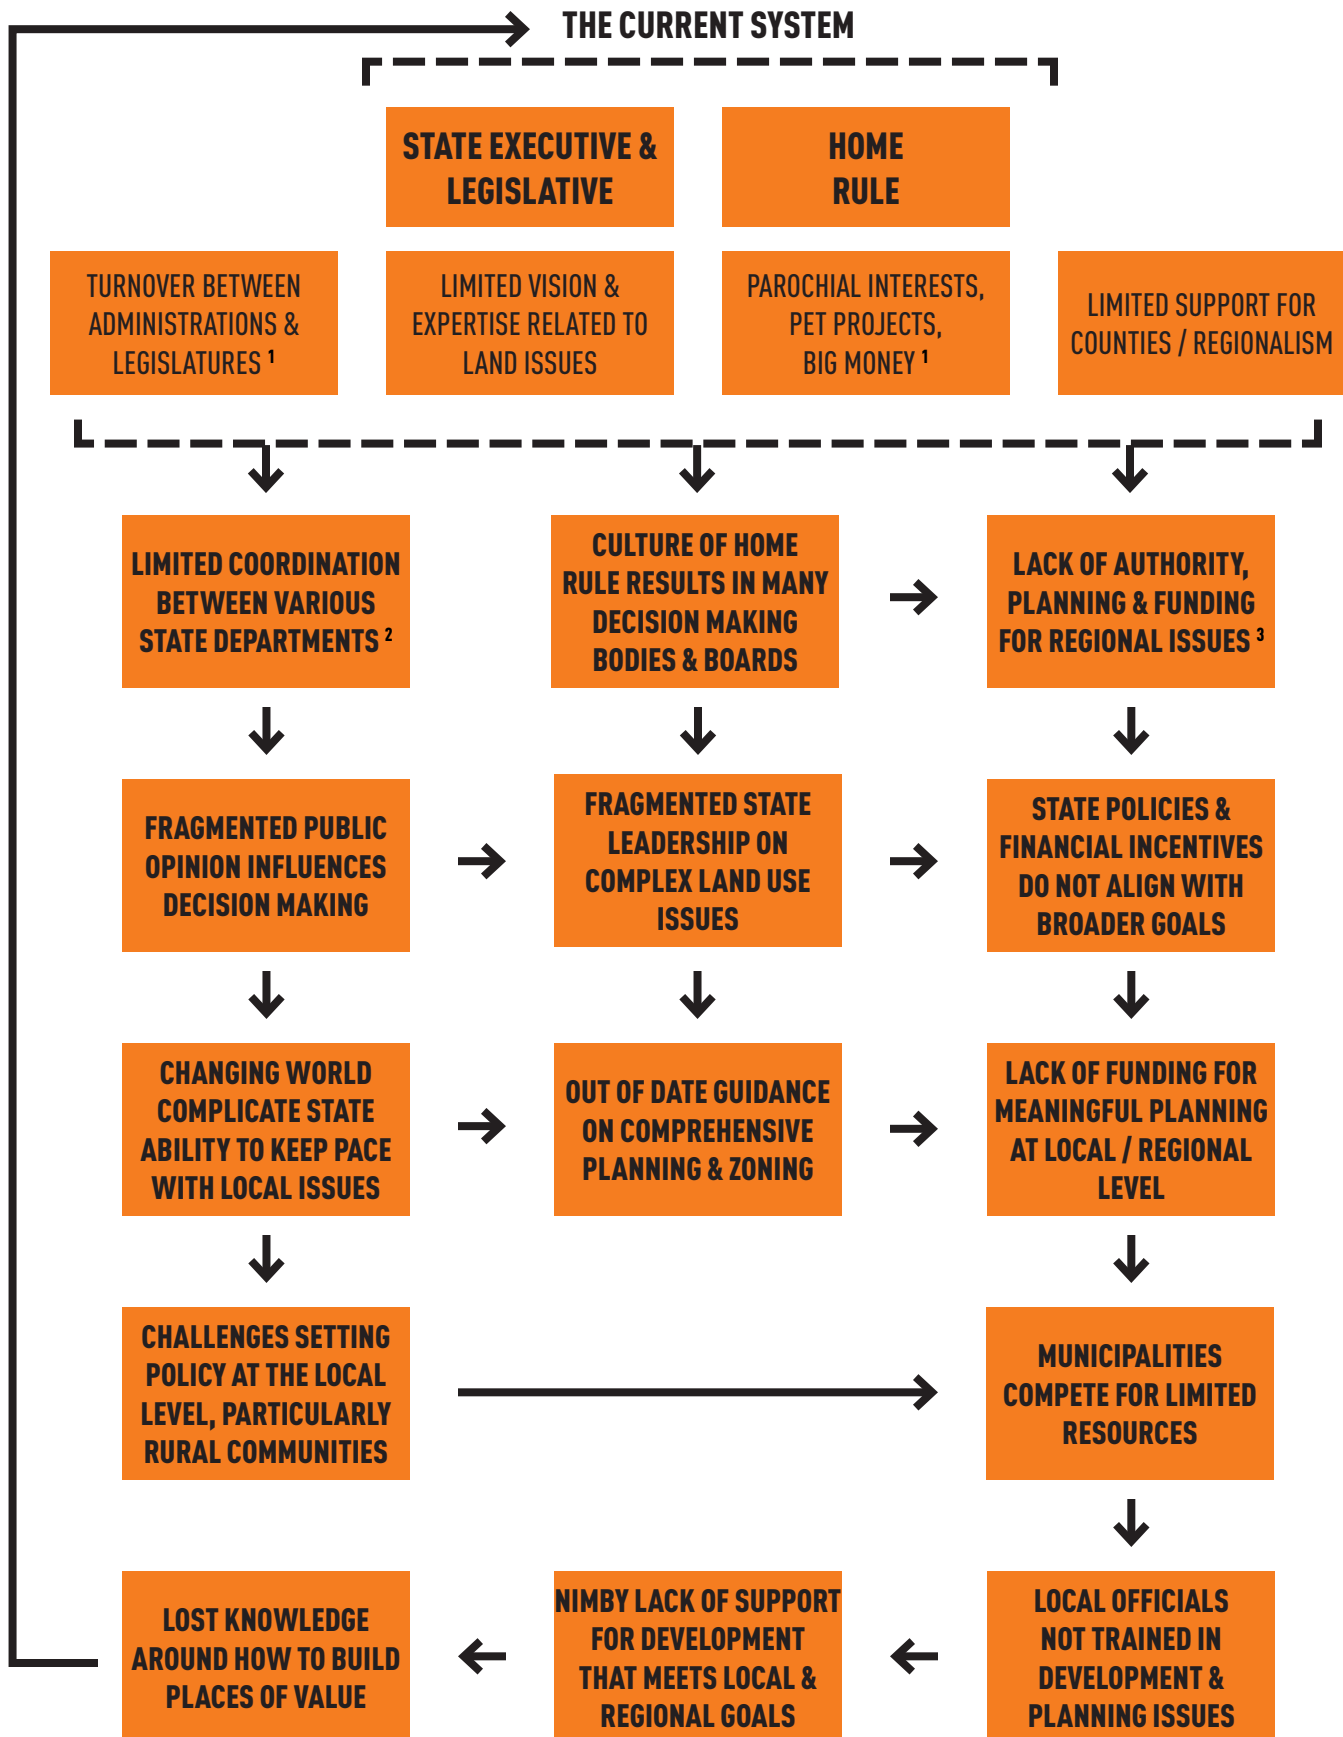 THE CURRENT SYSTEM
STATE EXECUTIVE &
LEGISLATIVE
HOME
RULE
TURNOVER BETWEEN
ADMINISTRATIONS &
LEGISLATURES 1
LIMITED VISION &
EXPERTISE RELATED TO
LAND ISSUES
PAROCHIAL INTERESTS,
PET PROJECTS,
BIG MONEY 1
LIMITED SUPPORT FOR
COUNTIES / REGIONALISM
LIMITED COORDINATION
BETWEEN VARIOUS
STATE DEPARTMENTS 2
CULTURE OF HOME
RULE RESULTS IN MANY
DECISION MAKING
BODIES & BOARDS
LACK OF AUTHORITY,
PLANNING & FUNDING
FOR REGIONAL ISSUES 3
FRAGMENTED PUBLIC
OPINION INFLUENCES
DECISION MAKING
FRAGMENTED STATE
LEADERSHIP ON
COMPLEX LAND USE
ISSUES
STATE POLICIES &
FINANCIAL INCENTIVES
DO NOT ALIGN WITH
BROADER GOALS
CHANGING WORLD
COMPLICATE STATE
ABILITY TO KEEP PACE
WITH LOCAL ISSUES
OUT OF DATE GUIDANCE
ON COMPREHENSIVE
PLANNING & ZONING
LACK OF FUNDING FOR
MEANINGFUL PLANNING
AT LOCAL / REGIONAL
LEVEL
CHALLENGES SETTING
POLICY AT THE LOCAL
LEVEL, PARTICULARLY
RURAL COMMUNITIES
MUNICIPALITIES
COMPETE FOR LIMITED
RESOURCES
LOST KNOWLEDGE
AROUND HOW TO BUILD
PLACES OF VALUE
NIMBY LACK OF SUPPORT
FOR DEVELOPMENT
THAT MEETS LOCAL &
REGIONAL GOALS
LOCAL OFFICIALS
NOT TRAINED IN
DEVELOPMENT &
PLANNING ISSUES